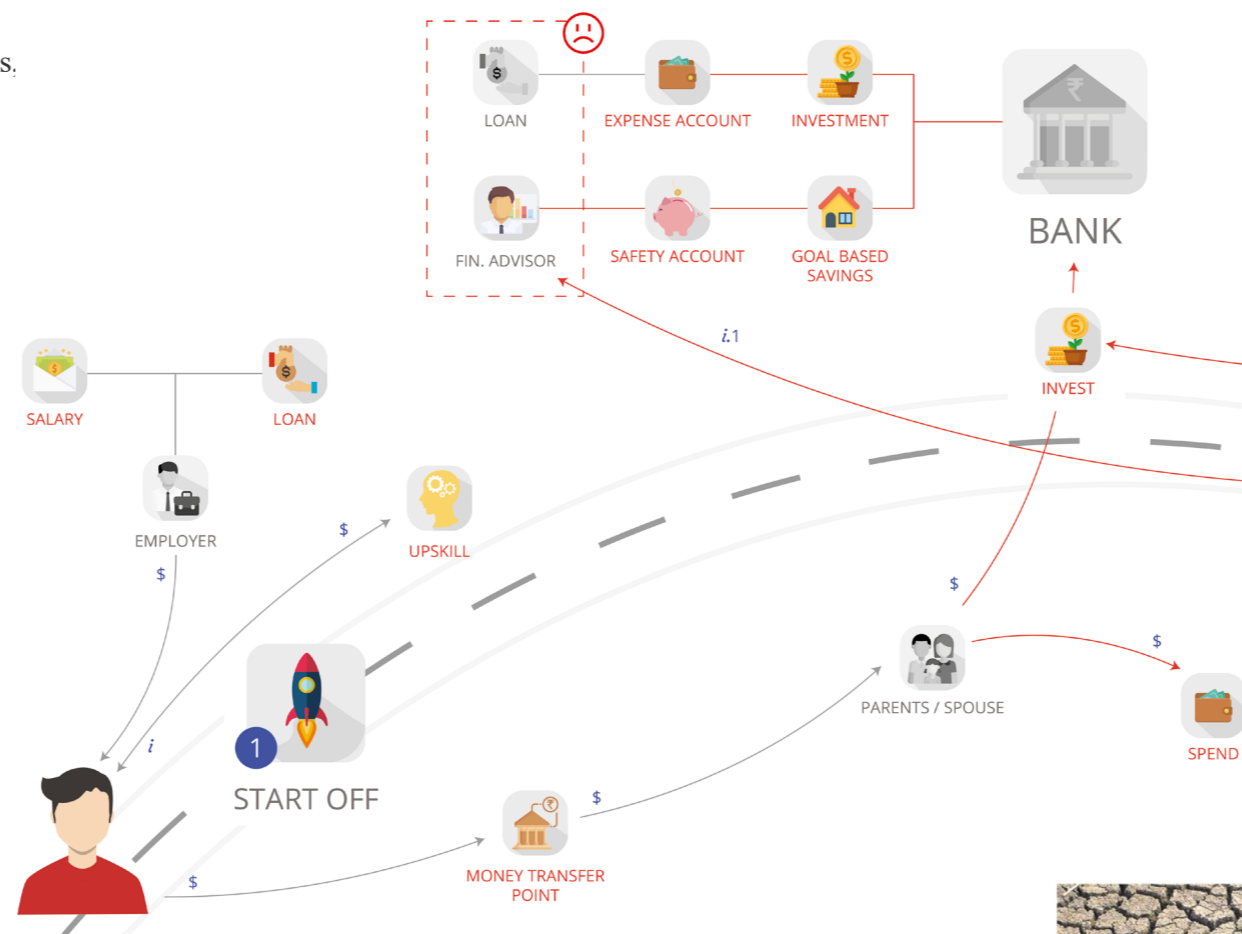 s.
LOAN
EXPENSE ACCOUNT
INVESTMENT
FIN. ADVISOR
SAFETY ACCOUNT
GOAL BASED
SAVINGS
₹
BANK
i.1
$
INVEST
SALARY
$
LOAN
$
EMPLOYER
$
UPSKILL
$
$
i
1
START OFF
$
PARENTS / SPOUSE
$
SPEND
$
₹
MONEY TRANSFER
POINT
$